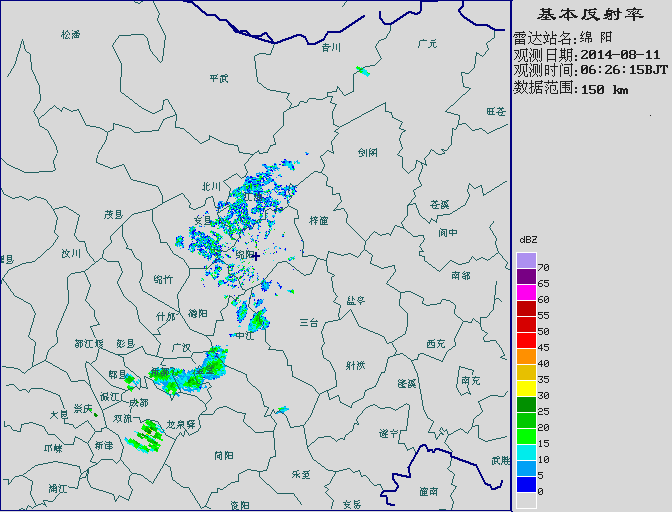 基本反射率
雷达站名:绵 阳
观测日期:2014-08-11
观测时间:06:26:15BJT
数据范围:150 km
dBZ
70
65
60
55
50
45
40
35
30
25
20
15
10
5
0
松潘
青川
广元
平武
旺苍
剑阁
北川
苍溪
茂县
安县
梓潼
阆中
汶川
绵阳
南部
绵竹
盐亭
什邡
德阳
三台
中江
都江堰
彭县
广汉
西充
郫县
射洪
蓬溪
南充
温江
成都
崇庆
大邑
双流
龙泉驿
遂宁
邛崃
新津
简阳
武胜
乐至
蒲江
潼南
资阳
安岳